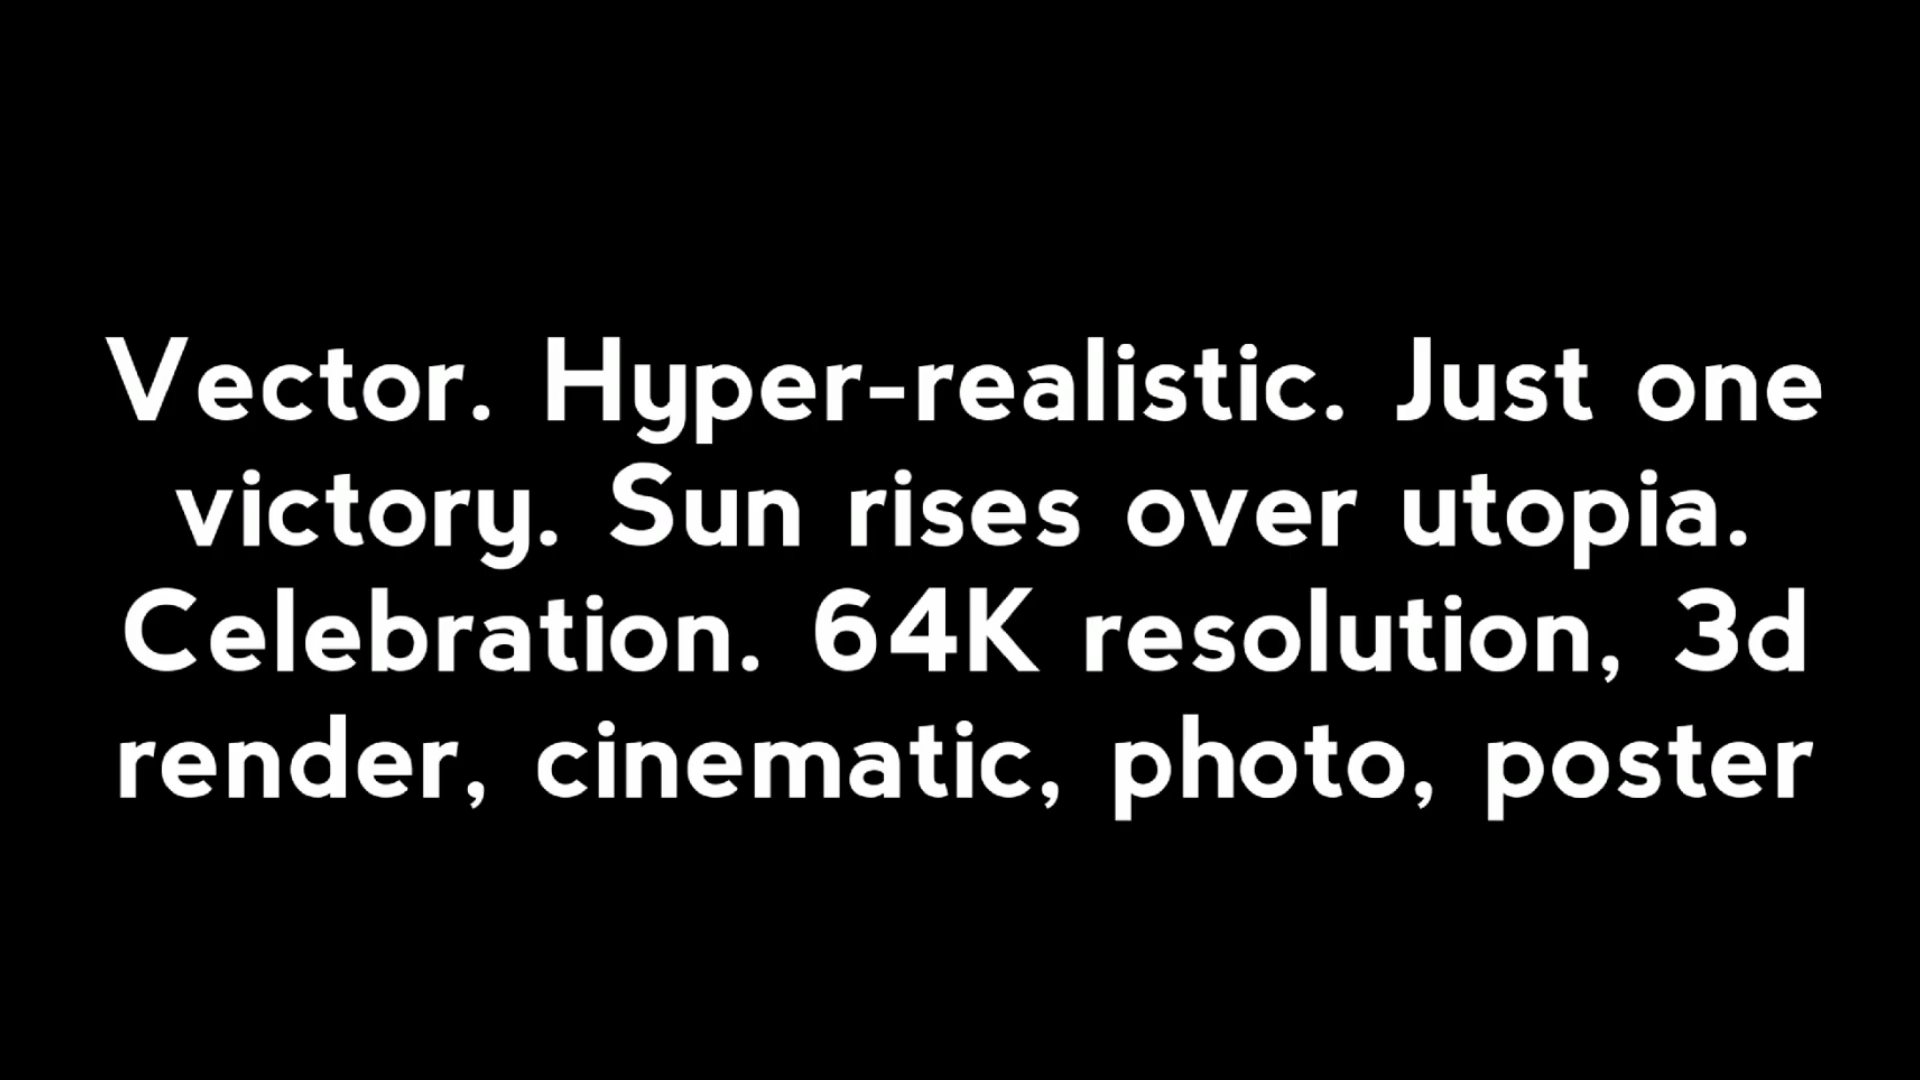 Vector. Hyper-realistic. Just one
victory. Sun rises over utopia.
Celebration. 64K resolution, 3d
render, cinematic, photo, poster